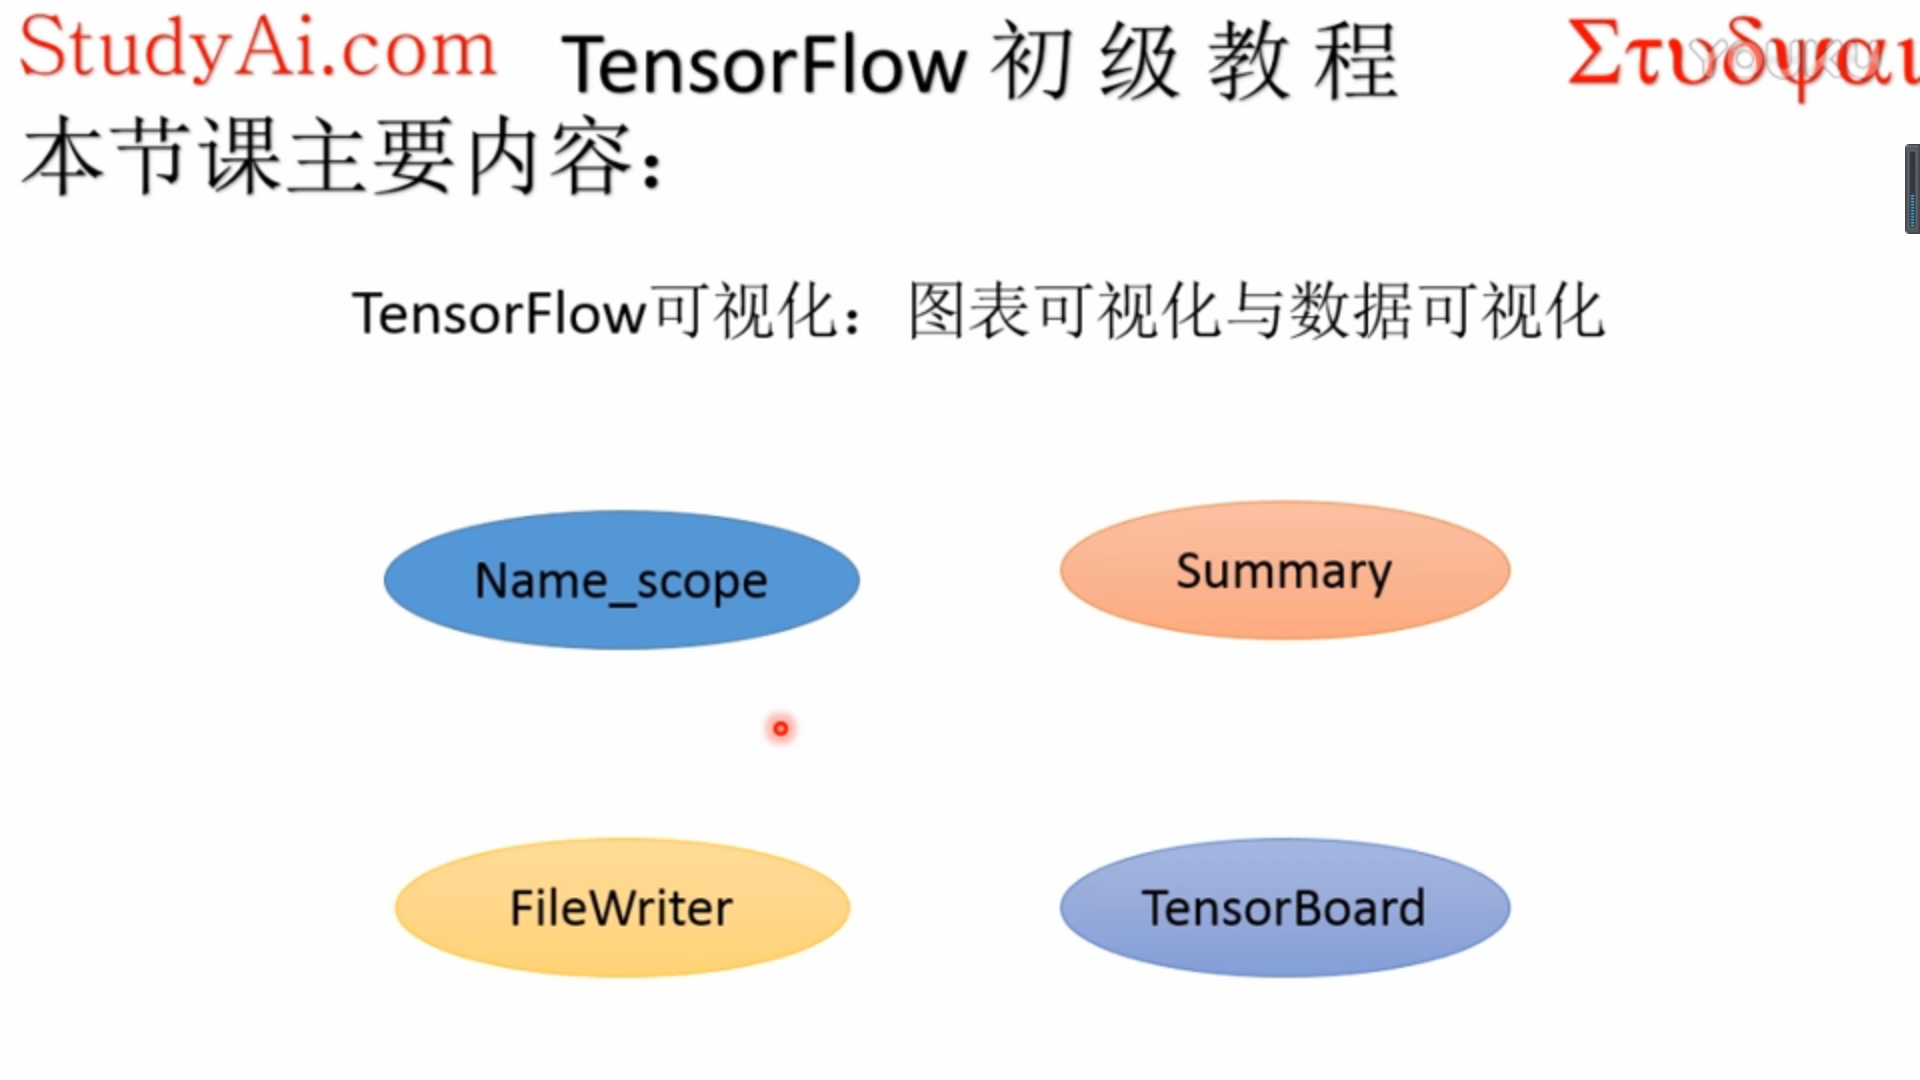 StudyAi.com
TensorFlow 初 级 教 程
Στυδψαι
YOUKU
本节课主要内容：
TensorFlow可视化： 图表可视化与数据可视化
Name_scope
Summary
FileWriter
TensorBoard